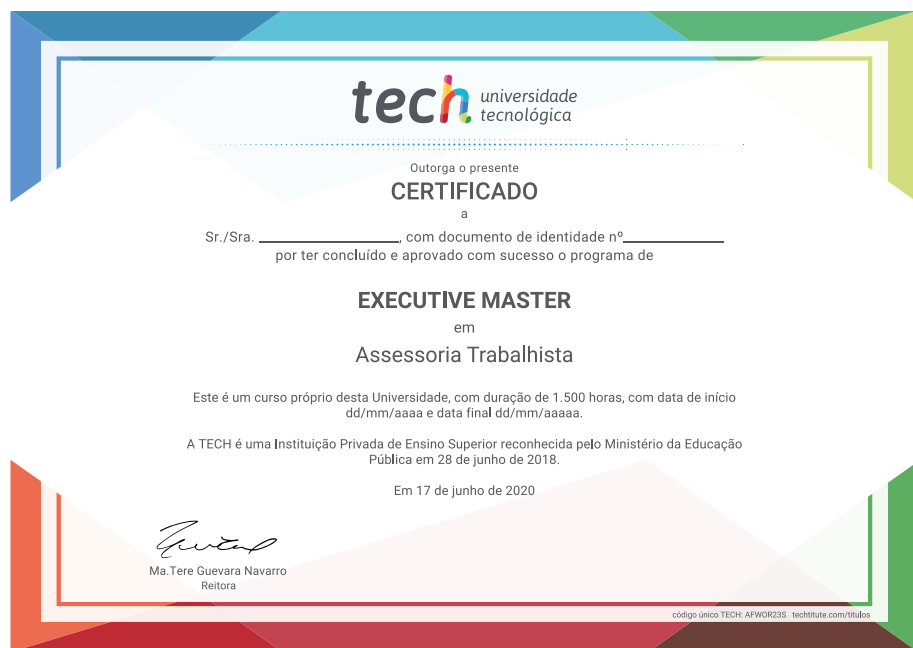 tech universidade
tecnológica
Outorga o presente
CERTIFICADO
a
Sr./Sra. ____________________, com documento de identidade nº______________
por ter concluído e aprovado com sucesso o programa de
EXECUTIVE MASTER
em
Assessoria Trabalhista
Este é um curso próprio desta Universidade, com duração de 1.500 horas, com data de início
dd/mm/aaaa e data final dd/mm/aaaaa.
A TECH é uma Instituição Privada de Ensino Superior reconhecida pelo Ministério da Educação
Pública em 28 de junho de 2018.
Em 17 de junho de 2020
Ma.Tere Guevara Navarro
Reitora
código único TECH: AFWOR23S techtitute.com/titulos